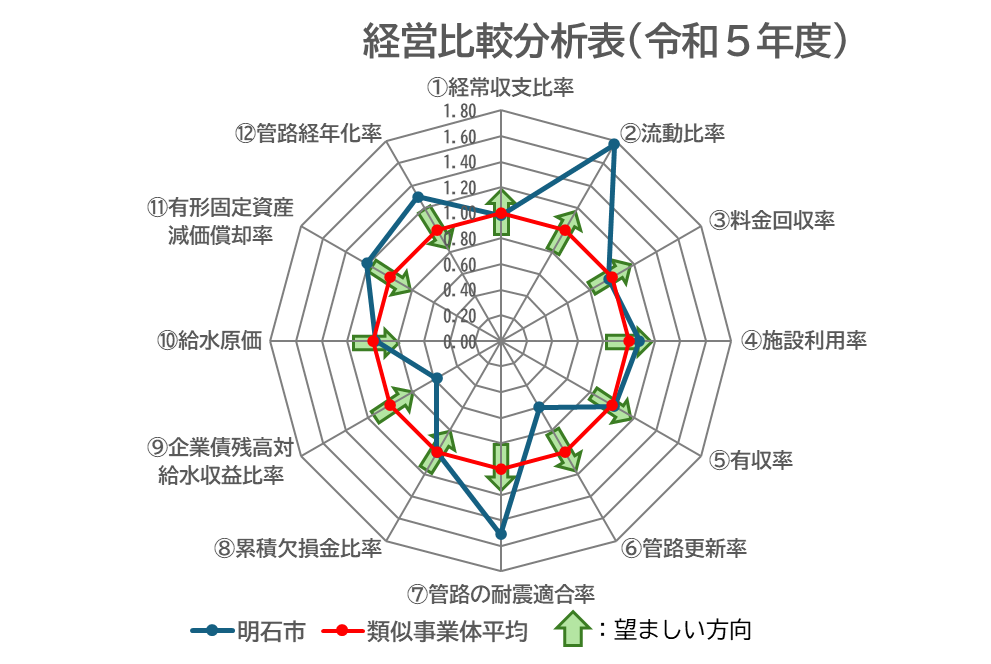 経営比較分析表(令和５年度)
①経常収支比率
1.80
⑫管路経年化率
②流動比率
1.60
1.40
1.20
⑪有形固定資産
減価償却率
1.00
③料金回収率
0.80
0.60
0.40
0.20
⑩給水原価
0.00
④施設利用率
⑨企業債残高対
給水収益比率
⑤有収率
⑧累積欠損金比率
⑥管路更新率
⑦管路の耐震適合率
明石市 類似事業体平均 ：望ましい方向